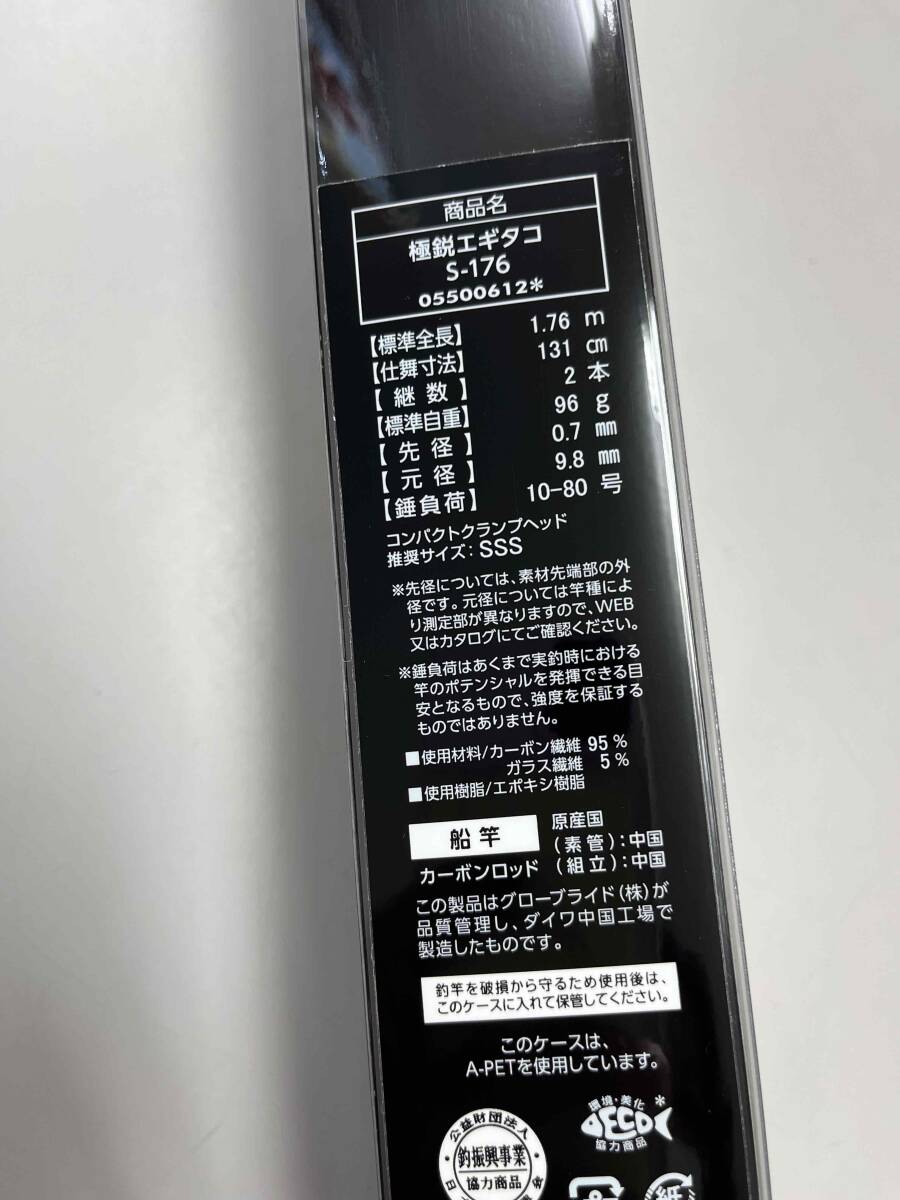 商品名
極鋭エギタコ
S-176
05500612*
【標準全長】 1.76 m
【仕舞寸法】 131 cm
【継数】 2 本
【標準自重】 96 g
【先径】 0.7 mm
【元径】 9.8 mm
【錘負荷】 10-80 号
コンパクトクランプヘッド
推奨サイズ:SSS
※先径については、素材先端部の外
径です。元径については竿種によ
り測定部が異なりますので、WEB
又はカタログにてご確認ください。
※錘負荷はあくまで実釣時における
竿のポテンシャルを発揮できる目
安となるもので、強度を保証する
ものではありません。
■使用材料/カーボン繊維 95%
ガラス繊維 5%
■使用樹脂/エポキシ樹脂
船竿
カーボンロッド
原産国
(素管):中国
(組立):中国
この製品はグローブライド(株)が
品質管理し、ダイワ中国工場で
製造したものです。
釣竿を破損から守るため使用後は、
このケースに入れて保管してください。
このケースは、
A-PETを使用しています。
環境・美化
DECO
*
協力商品
公益財団法人
釣振興事業
協力商品
日
紙